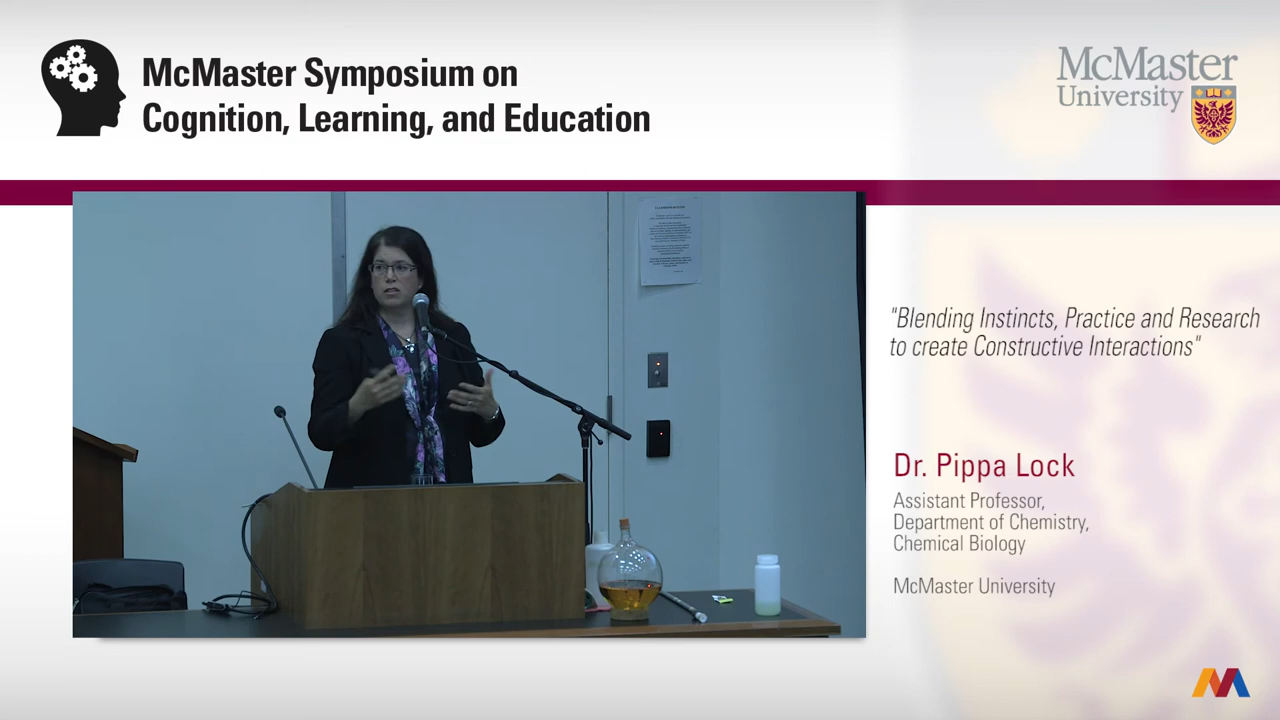 McMaster Symposium on
Cognition, Learning, and Education
McMaster
University
"Blending Instincts, Practice and Research
to create Constructive Interactions"
Dr. Pippa Lock
Assistant Professor,
Department of Chemistry,
Chemical Biology
McMaster University